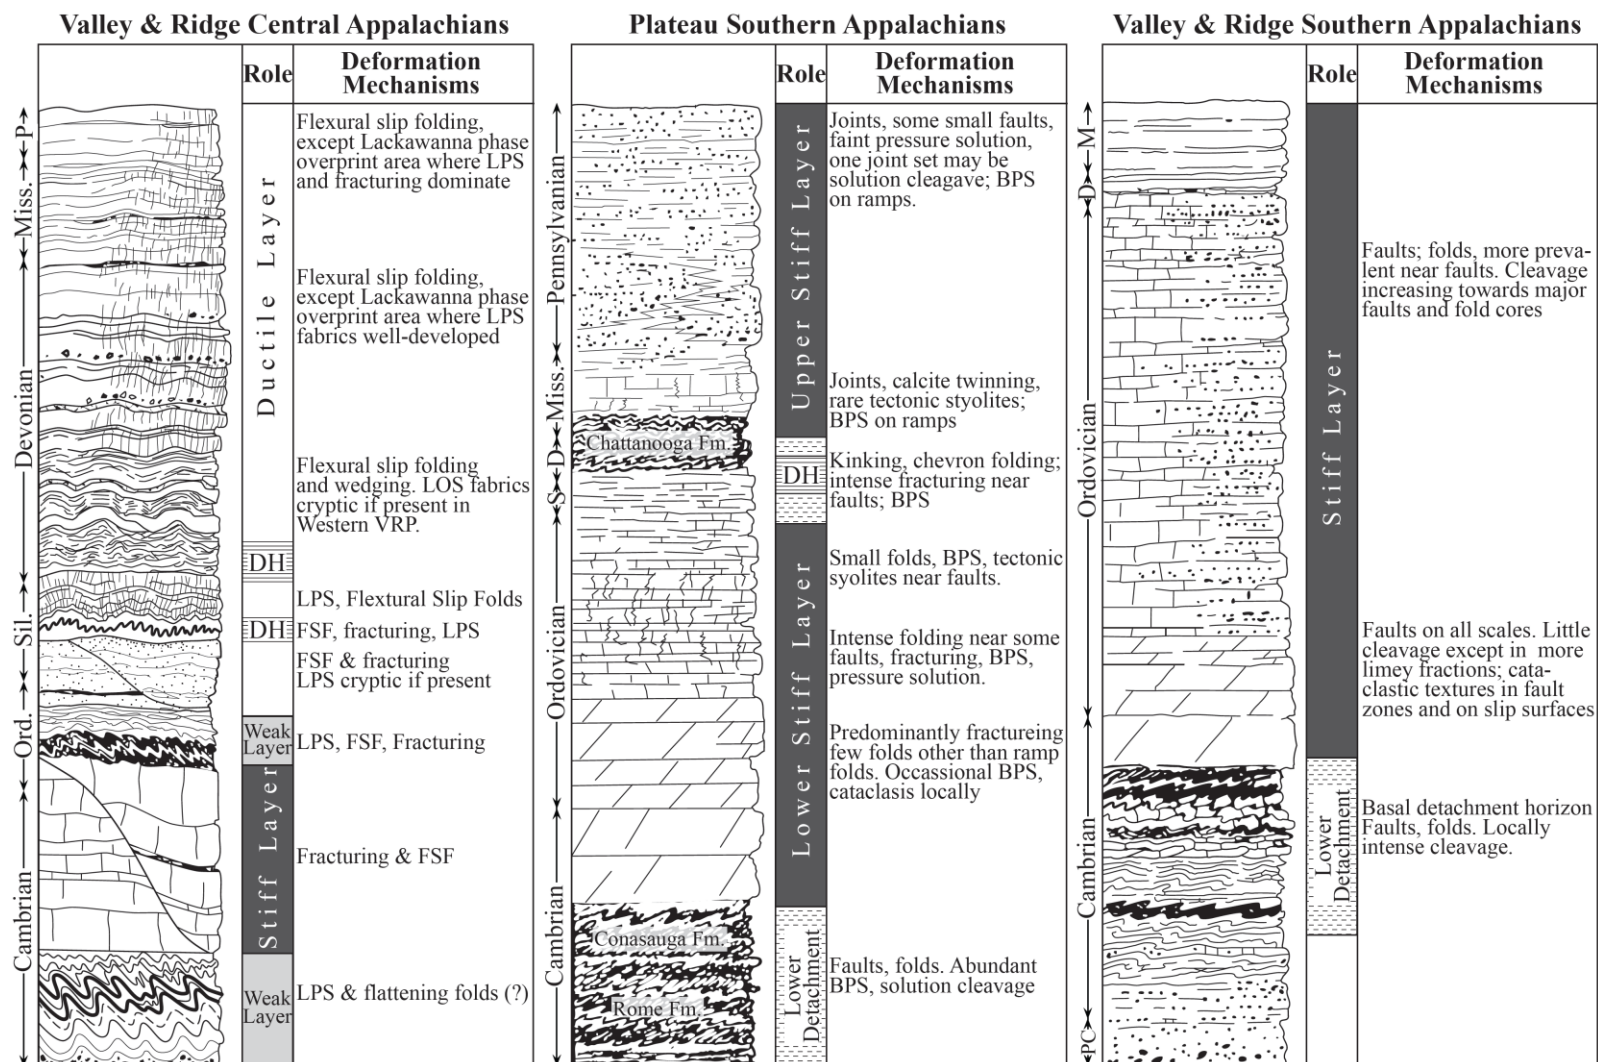 Valley & Ridge Central Appalachians
Role
Deformation
Mechanisms
P
Miss.
Devonian
Sil.
Ord.
Cambrian
Ductile Layer
DH
DH
Weak
Layer
Stiff Layer
Weak
Layer
Flexural slip folding,
except Lackawanna phase
overprint area where LPS
and fracturing dominate
Flexural slip folding,
except Lackawanna phase
overprint area where LPS
fabrics well-developed
Flexural slip folding
and wedging. LOS fabrics
cryptic if present in
Western VRP.
LPS, Flextural Slip Folds
FSF, fracturing, LPS
FSF & fracturing
LPS cryptic if present
LPS, FSF, Fracturing
Fracturing & FSF
LPS & flattening folds (?)
Plateau Southern Appalachians
Role
Deformation
Mechanisms
Pennsylvanian
Miss.
D
S
Ordovician
Cambrian
Chattanooga Fm.
Conasauga Fm.
Rome Fm.
Upper Stiff Layer
DH
Lower Stiff Layer
Lower
Detachment
Joints, some small faults,
faint pressure solution,
one joint set may be
solution cleagave; BPS
on ramps.
Joints, calcite twinning,
rare tectonic styolites;
BPS on ramps
Kinking, chevron folding;
intense fracturing near
faults; BPS
Small folds, BPS, tectonic
syolites near faults.
Intense folding near some
faults, fracturing, BPS,
pressure solution.
Predominantly fractureing
few folds other than ramp
folds. Occassional BPS,
cataclasis locally
Faults, folds. Abundant
BPS, solution cleavage
Valley & Ridge Southern Appalachians
Role
Deformation
Mechanisms
M
D
Ordovician
Cambrian
PC
Stiff Layer
Lower
Detachment
Faults; folds, more preva-
lent near faults. Cleavage
increasing towards major
faults and fold cores
Faults on all scales. Little
cleavage except in more
limey fractions; cata-
clastic textures in fault
zones and on slip surfaces
Basal detachment horizon
Faults, folds. Locally
intense cleavage.